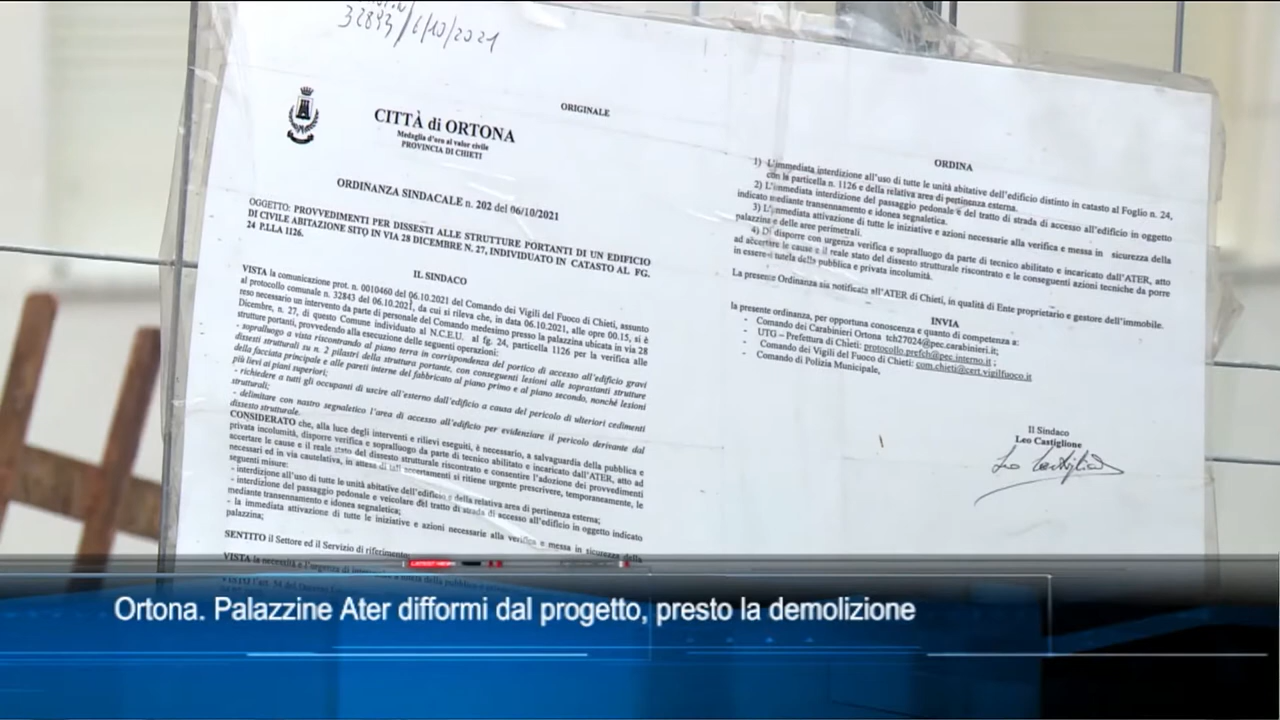 32843/6/10/2021
ORIGINALE
CITTÀ di ORTONA
Medaglia d'oro al valor civile
PROVINCIA DI CHIETI
ORDINANZA SINDACALE n. 202 del 06/10/2021
OGGETTO: PROVVEDIMENTI PER DISSESTI ALLE STRUTTURE PORTANTI DI UN EDIFICIO
DI CIVILE ABITAZIONE SITO IN VIA 28 DICEMBRE N. 27, INDIVIDUATO IN CATASTO AL FG.
24 P.LLA 1126.
IL SINDACO
VISTA la comunicazione prot. n. 0010460 del 06.10.2021 del Comando dei Vigili del Fuoco di Chieti, assunto
al protocollo comunale n. 32843 del 06.10.2021, da cui si rileva che, in data 06.10.2021, alle ore 00.15, si è
reso necessario un intervento da parte di personale del Comando medesimo presso la palazzina ubicata in via 28
Dicembre, n. 27, di questo Comune individuato al N.C.E.U. al fg. 24, particella 1126 per la verifica alle
strutture portanti, provvedendo alla esecuzione delle seguenti operazioni:
- sopralluogo a vista riscontrando al piano terra in corrispondenza del portico di accesso all'edificio gravi
dissesti strutturali su n. 2 pilastri della struttura portante, con conseguenti lesioni alle soprastanti strutture
della facciata principale e alle pareti interne del fabbricato al piano primo e al piano secondo, nonché lesioni
più lievi ai piani superiori;
- richiedere a tutti gli occupanti di uscire all'esterno dall'edificio a causa del pericolo di ulteriori cedimenti
strutturali;
- delimitare con nastro segnaletico l'area di accesso all'edificio per evidenziare il pericolo derivante dal
dissesto strutturale.
CONSIDERATO che, alla luce degli interventi e rilievi eseguiti, è necessario, a salvaguardia della pubblica e
privata incolumità, disporre verifica e sopralluogo da parte di tecnico abilitato e incaricato dall'ATER, atto ad
accertare le cause e il reale stato del dissesto strutturale riscontrato e consentire l'adozione dei provvedimenti
necessari ed in via cautelativa, in attesa di tali accertamenti si ritiene urgente prescrivere, temporaneamente, le
seguenti misure:
- interdizione all'uso di tutte le unità abitative dell'edificio e della relativa area di pertinenza esterna;
- interdizione del passaggio pedonale e veicolare del tratto di strada di accesso all'edificio in oggetto indicato
mediante transennamento e idonea segnaletica;
- la immediata attivazione di tutte le iniziative e azioni necessarie alla verifica e messa in sicurezza della
palazzina;
SENTITO il Settore ed il Servizio di riferimento;
VISTA la necessità e l'urgenza di
ORDINA
1) L'immediata interdizione all'uso di tutte le unità abitative dell'edificio distinto in catasto al Foglio n. 24,
con la particella n. 1126 e della relativa area di pertinenza esterna.
2) L'immediata interdizione del passaggio pedonale e del tratto di strada di accesso all'edificio in oggetto
indicato mediante transennamento e idonea segnaletica.
3) L'immediata attivazione di tutte le iniziative e azioni necessarie alla verifica e messa in sicurezza della
palazzina e delle aree perimetrali.
4) Di disporre con urgenza verifica e sopralluogo da parte di tecnico abilitato e incaricato dall'ATER, atto
ad accertare le cause e il reale stato del dissesto strutturale riscontrato e le conseguenti azioni tecniche da porre
in essere a tutela della pubblica e privata incolumità.
La presente Ordinanza sia notificata all'ATER di Chieti, in qualità di Ente proprietario e gestore dell'immobile.
INVIA
la presente ordinanza, per opportuna conoscenza e quanto di competenza a:
- Comando dei Carabinieri Ortona tch27024@pec.carabinieri.it;
- UTG – Prefettura di Chieti: protocollo.prefch@pec.interno.it ;
- Comando dei Vigili del Fuoco di Chieti: com.chieti@cert.vigilfuoco.it
- Comando di Polizia Municipale,
Il Sindaco
Leo Castiglione
Leo Castiglione
LATEST NEWS
Ortona. Palazzine Ater difformi dal progetto, presto la demolizione